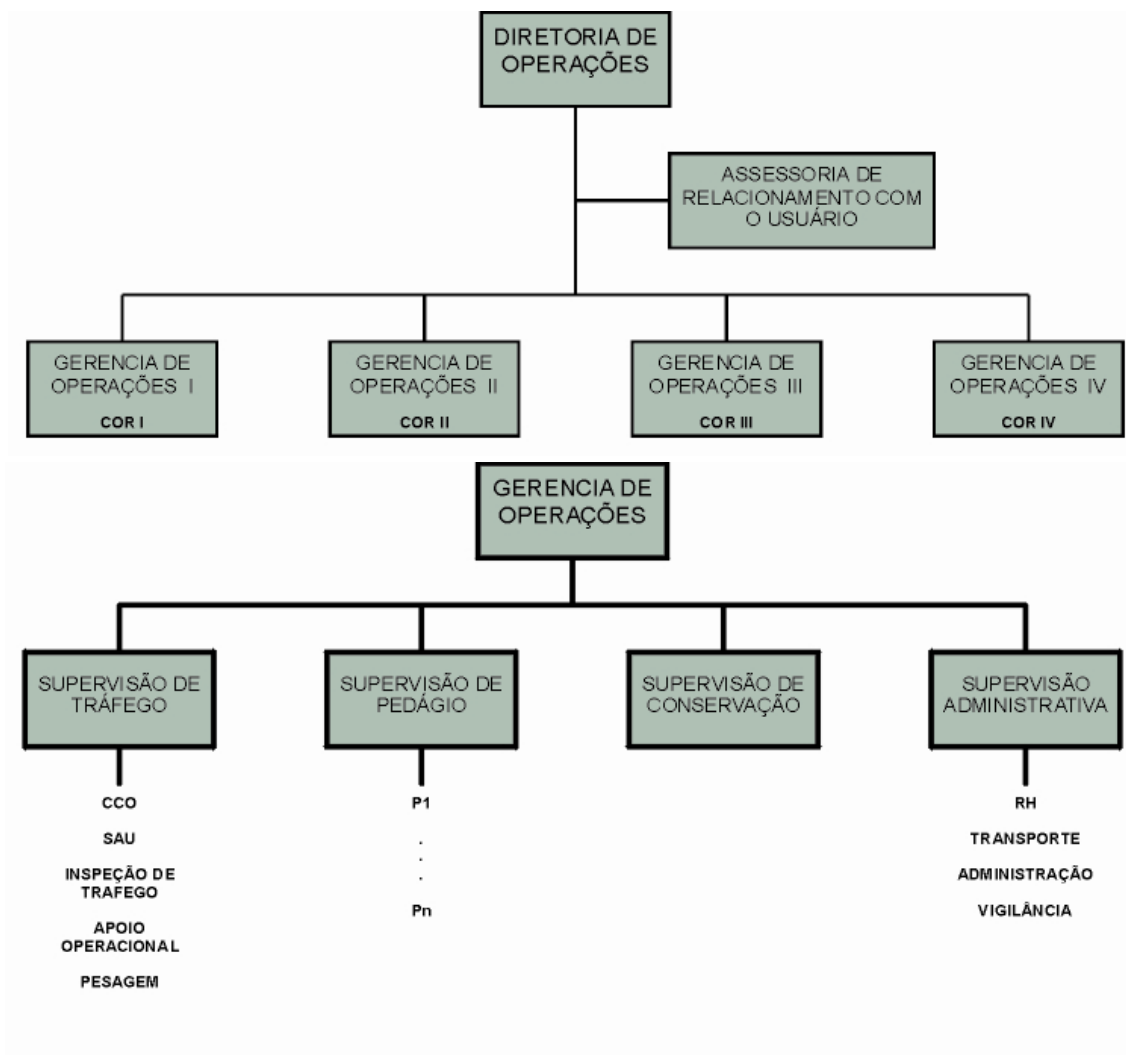 DIRETORIA DE
OPERAÇÕES
ASSESSORIA DE
RELACIONAMENTO COM
O USUÁRIO
GERENCIA DE
OPERAÇÕES I
COR I
GERENCIA DE
OPERAÇÕES II
COR II
GERENCIA DE
OPERAÇÕES III
COR III
GERENCIA DE
OPERAÇÕES IV
COR IV
GERENCIA DE
OPERAÇÕES
SUPERVISÃO DE
TRÁFEGO
CCO
SAU
INSPEÇÃO DE
TRAFEGO
APOIO
OPERACIONAL
PESAGEM
SUPERVISÃO DE
PEDÁGIO
P1
.
.
.
Pn
SUPERVISÃO DE
CONSERVAÇÃO
SUPERVISÃO
ADMINISTRATIVA
RH
TRANSPORTE
ADMINISTRAÇÃO
VIGILÂNCIA